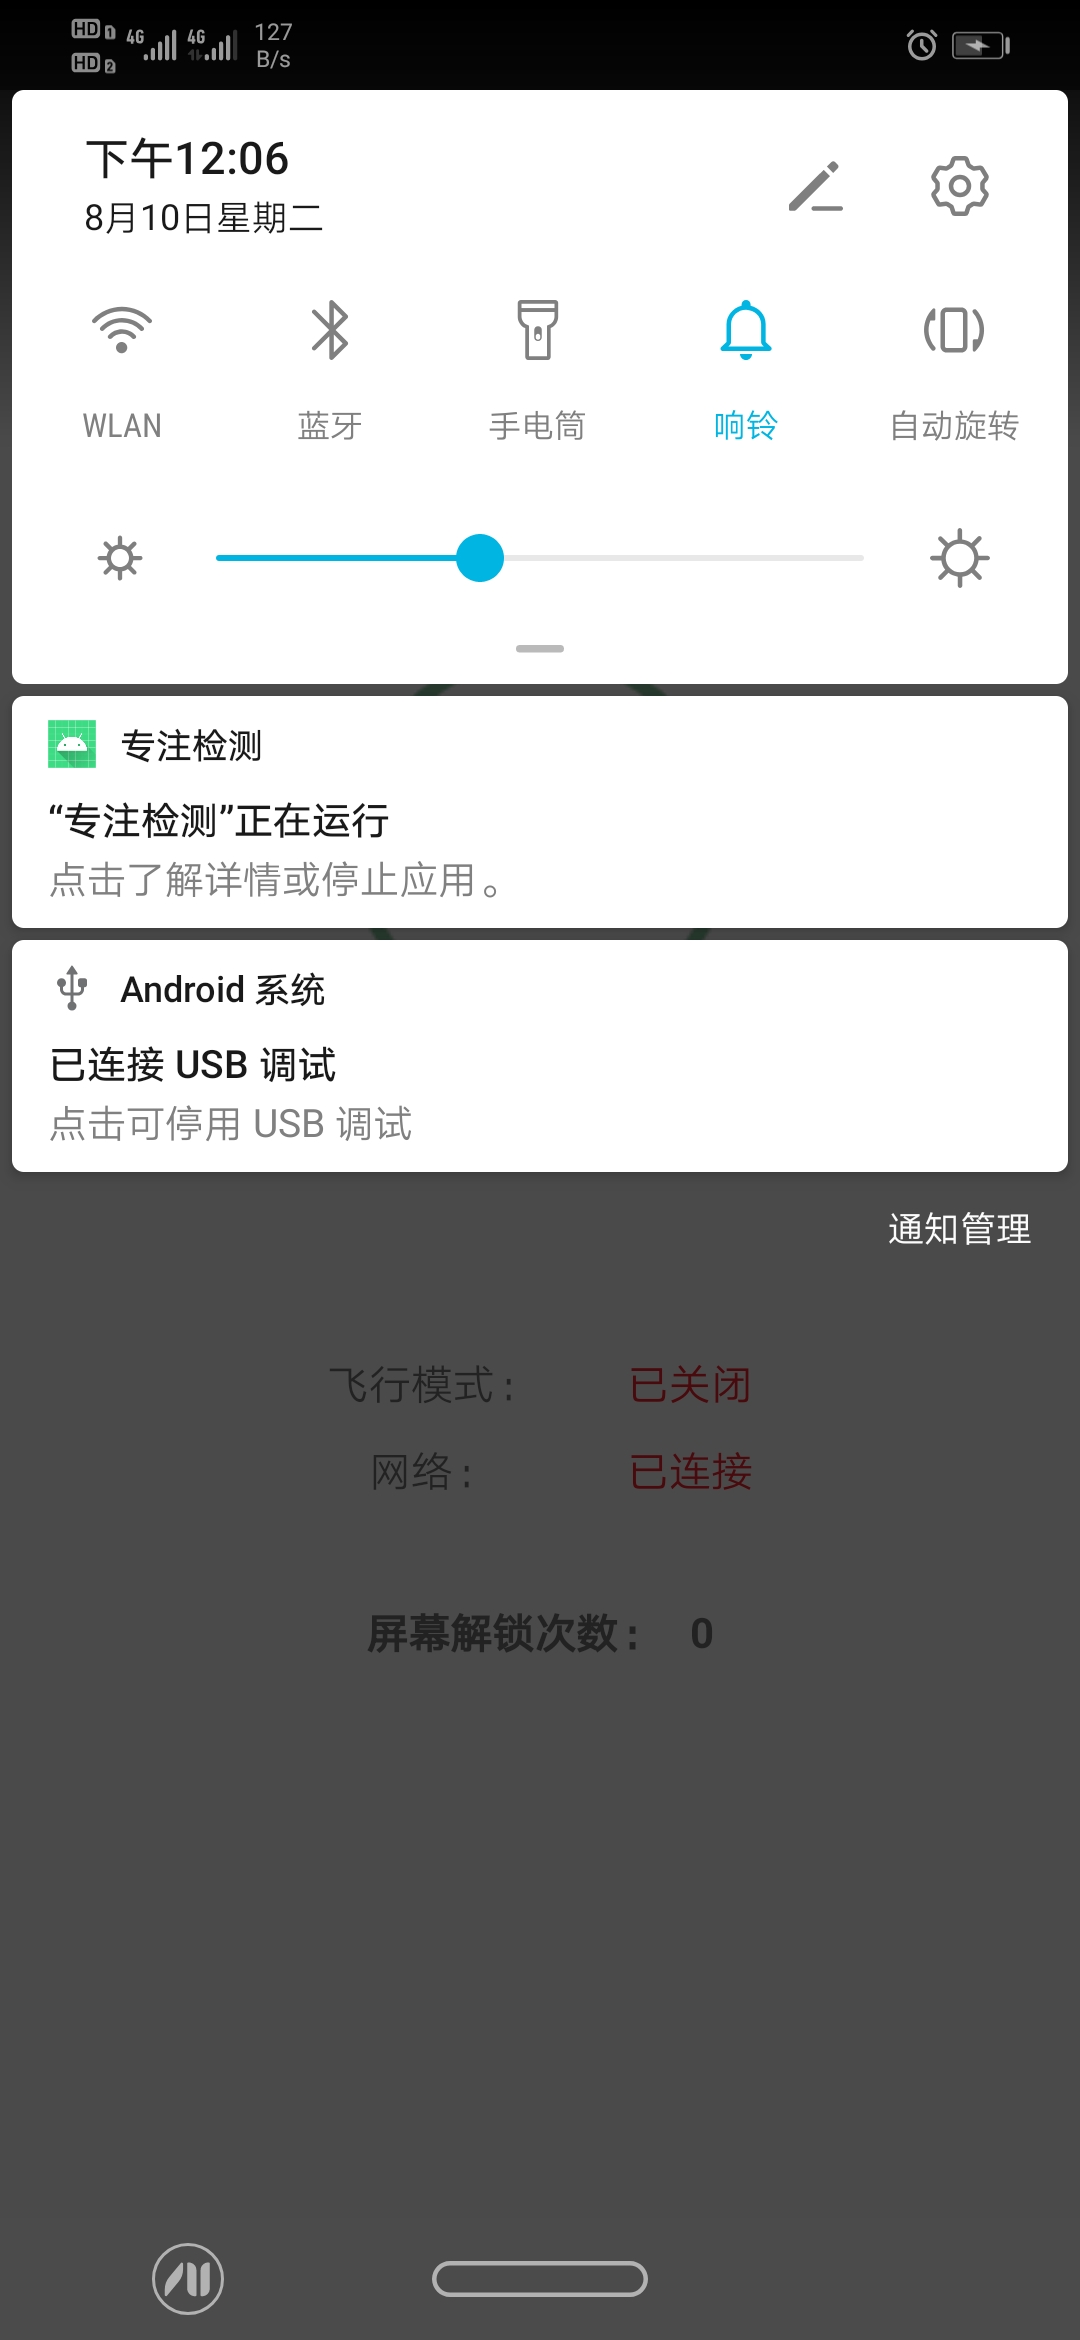 HD 1 4G 4G 127
HD 2 B/s
下午12:06
8月10日星期二
WLAN 蓝牙 手电筒 响铃 自动旋转
专注检测
“专注检测”正在运行
点击了解详情或停止应用。
Android 系统
已连接 USB 调试
点击可停用 USB 调试
通知管理
飞行模式: 已关闭
网络: 已连接
屏幕解锁次数: 0